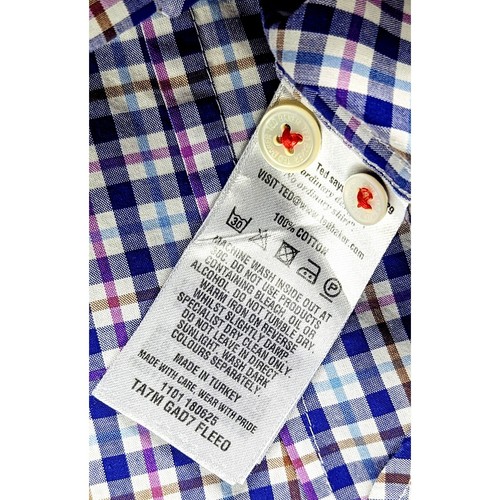 Ted says
ordinary
No ordinary shirt"
VISIT TED@www.tedbaker.com
100% COTTON
30
P
MACHINE WASH INSIDE OUT AT
30C. DO NOT USE PRODUCTS
CONTAINING BLEACH OR
ALCOHOL. DO NOT TUMBLE DRY.
WARM IRON ON REVERSE
WHILST SLIGHTLY DAMP.
SPECIALIST DRY CLEAN ONLY.
DO NOT LEAVE IN DIRECT
SUNLIGHT. WASH DARK
COLOURS SEPARATELY.
MADE IN TURKEY
MADE WITH CARE, WEAR WITH PRIDE
1101 180625
TA7M GAD7 FLEEO